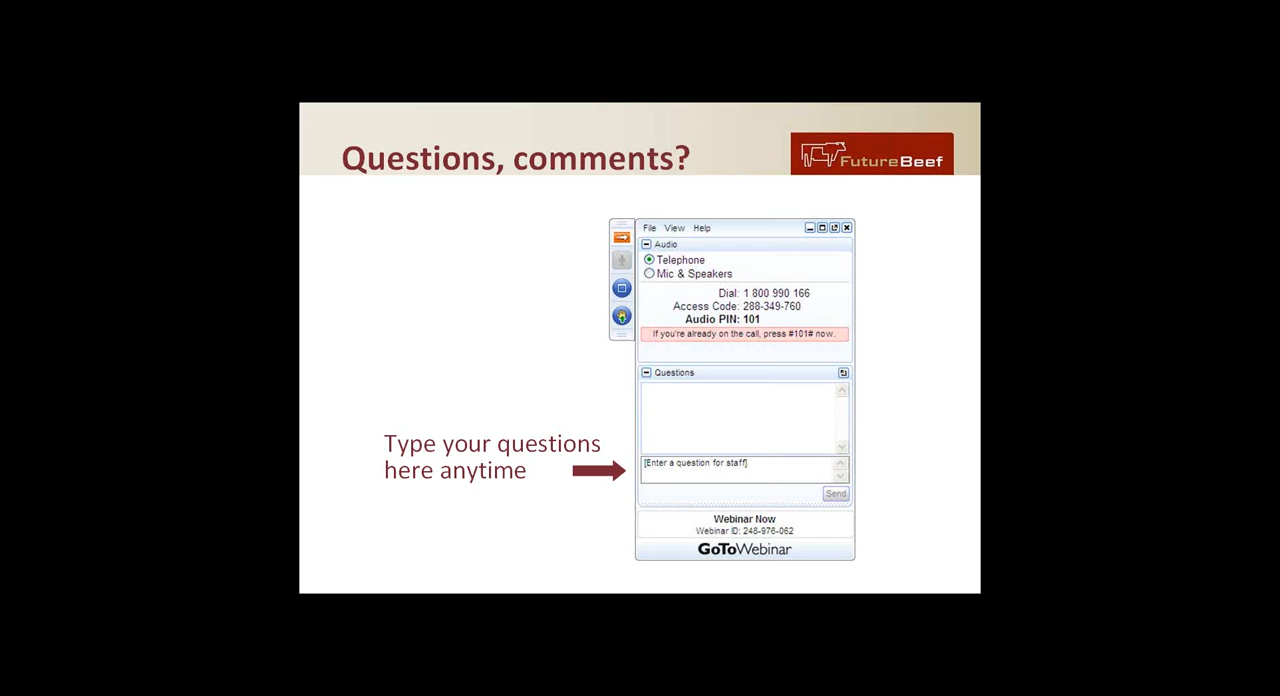 Questions, comments?
FutureBeef
File View Help
Audio
Telephone
Mic & Speakers
Dial: 1 800 990 166
Access Code: 288-349-760
Audio PIN: 101
If you're already on the call, press #101# now.
Questions
Type your questions
here anytime
[Enter a question for staff]
Send
Webinar Now
Webinar ID: 248-976-062
GoToWebinar